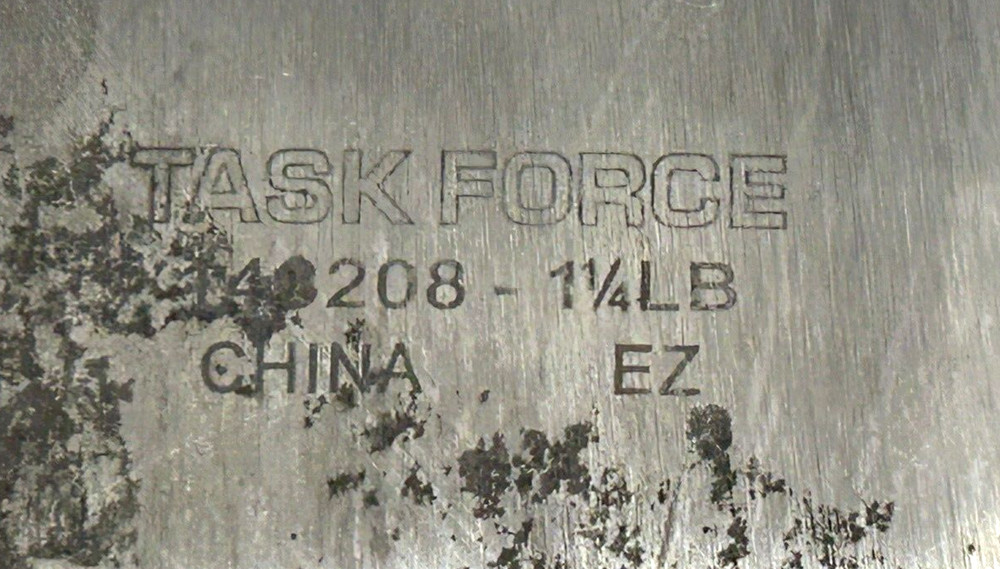 TASK FORCE
- 1¼LB
CHINA EZ